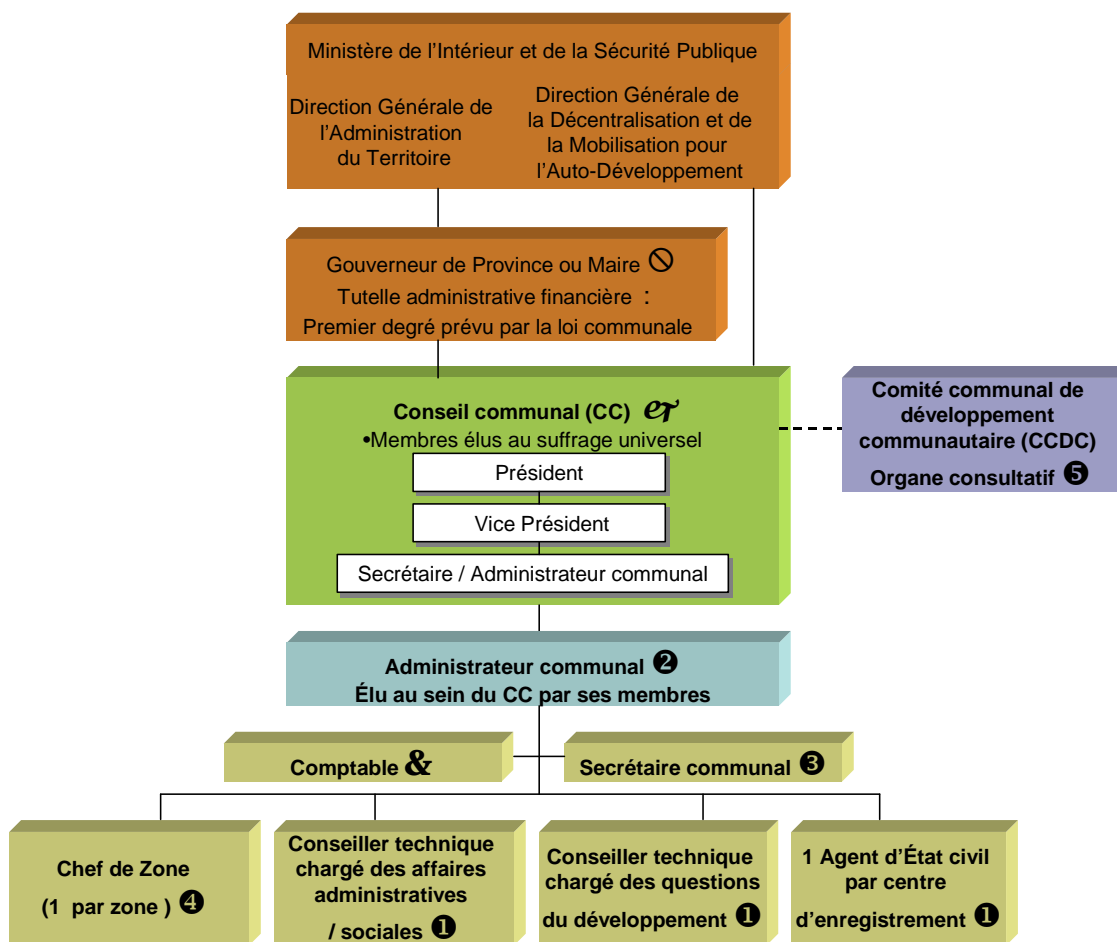 Ministère de l'Intérieur et de la Sécurité Publique
Direction Générale de
l'Administration
du Territoire
Direction Générale de
la Décentralisation et de
la Mobilisation pour
l'Auto-Développement
Gouverneur de Province ou Maire 🛇
Tutelle administrative financière :
Premier degré prévu par la loi communale
Conseil communal (CC) &
•Membres élus au suffrage universel
Président
Vice Président
Secrétaire / Administrateur communal
Comité communal de
développement
communautaire (CCDC)
Organe consultatif ❺
Administrateur communal ❷
Élu au sein du CC par ses membres
Comptable &
Secrétaire communal ❸
Chef de Zone
(1 par zone ) ❹
Conseiller technique
chargé des affaires
administratives
/ sociales ❶
Conseiller technique
chargé des questions
du développement ❶
1 Agent d'État civil
par centre
d'enregistrement ❶